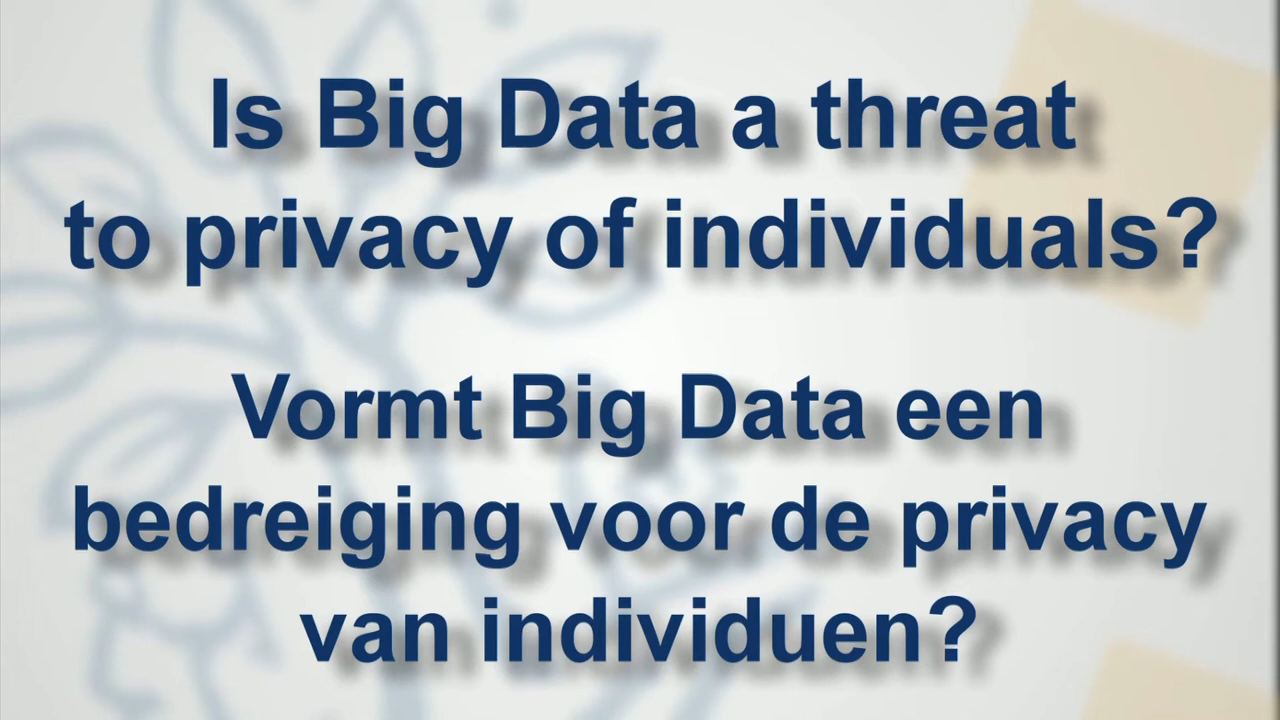 Is Big Data a threat
to privacy of individuals?
Vormt Big Data een
bedreiging voor de privacy
van individuen?